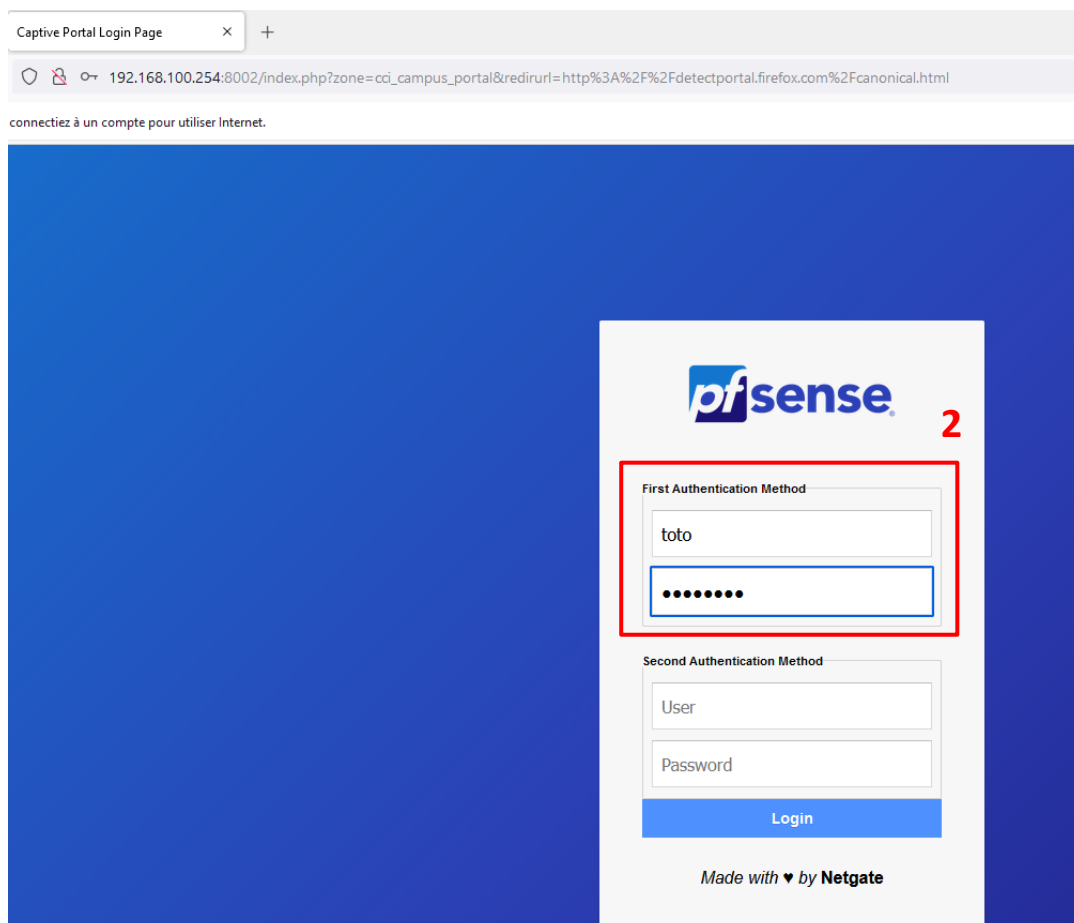 Captive Portal Login Page
192.168.100.254:8002/index.php?zone=cci_campus_portal&redirurl=http%3A%2F%2Fdetectportal.firefox.com%2Fcanonical.html
connectiez à un compte pour utiliser Internet.
pfsense®
2
First Authentication Method
toto
••••••••
Second Authentication Method
User
Password
Login
Made with ♥ by Netgate